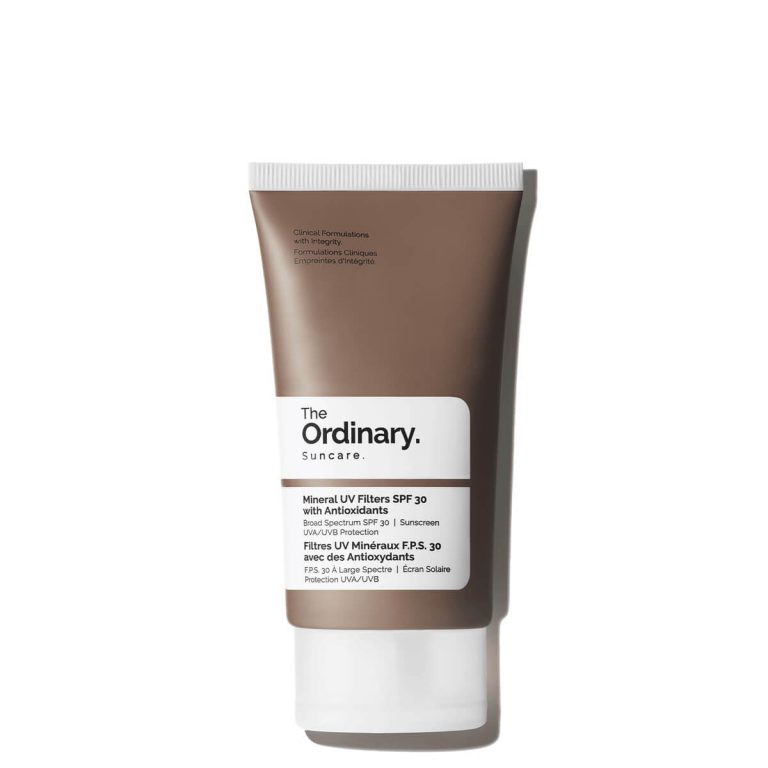 Clinical Formulations
with Integrity.
Formulations Cliniques
Empreintes d'Intégrité.
The
Ordinary.
Suncare.
Mineral UV Filters SPF 30
with Antioxidants
Broad Spectrum SPF 30 | Sunscreen
UVA/UVB Protection
Filtres UV Minéraux F.P.S. 30
avec des Antioxydants
F.P.S. 30 À Large Spectre | Écran Solaire
Protection UVA/UVB